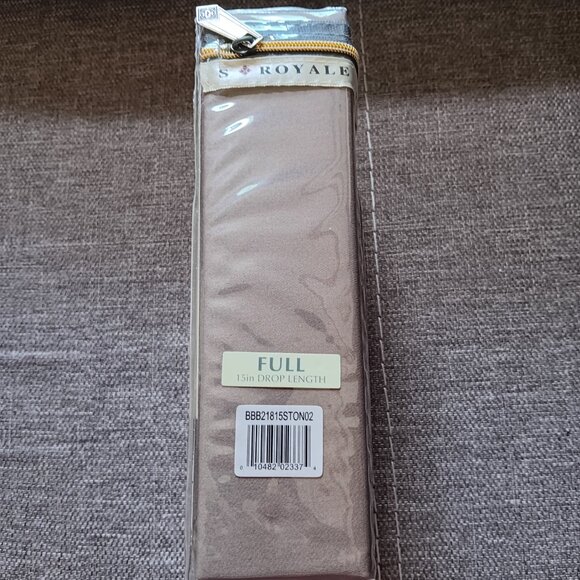 S ROYALE
FULL
15in DROP LENGTH
BBB21815STON02
0 10482 02337 4